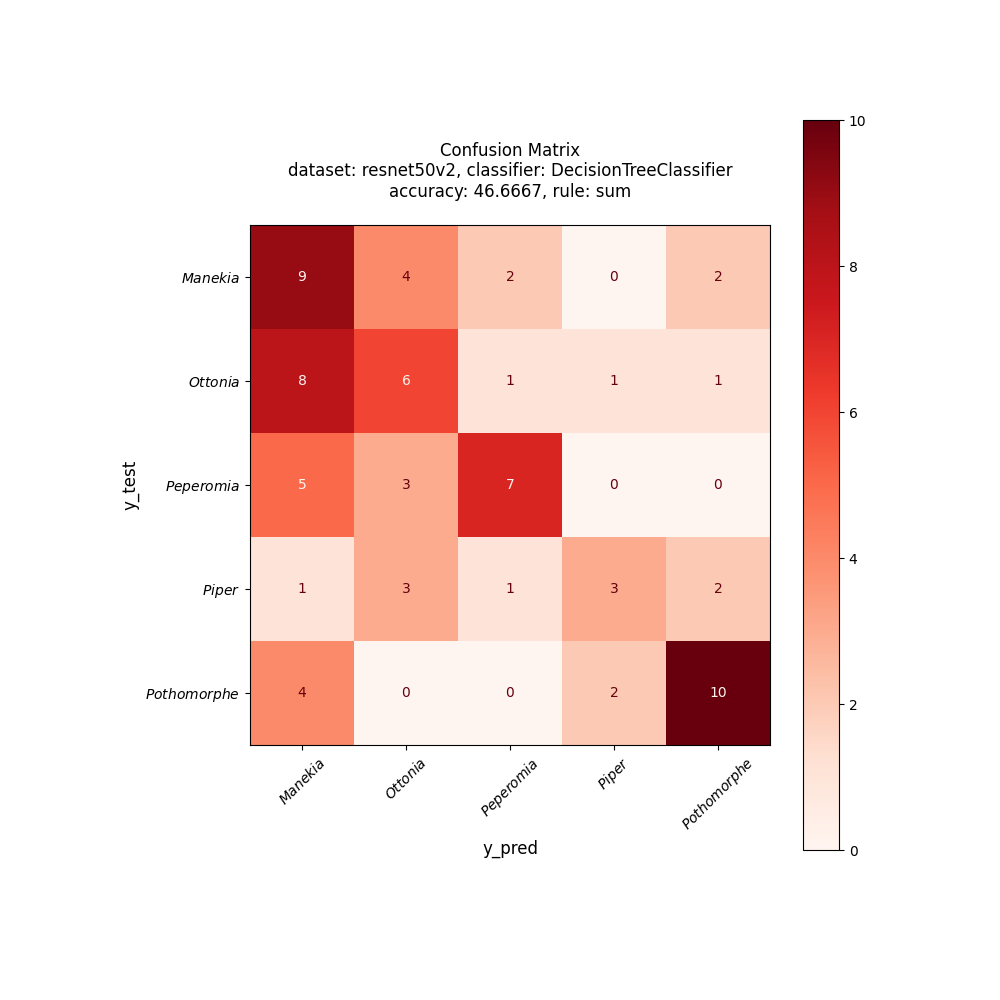 Confusion Matrix
dataset: resnet50v2, classifier: DecisionTreeClassifier
accuracy: 46.6667, rule: sum
10
8
6
4
2
0
y_test
Manekia 9 4 2 0 2
Ottonia 8 6 1 1 1
Peperomia 5 3 7 0 0
Piper 1 3 1 3 2
Pothomorphe 4 0 0 2 10
Manekia Ottonia Peperomia Piper Pothomorphe
y_pred